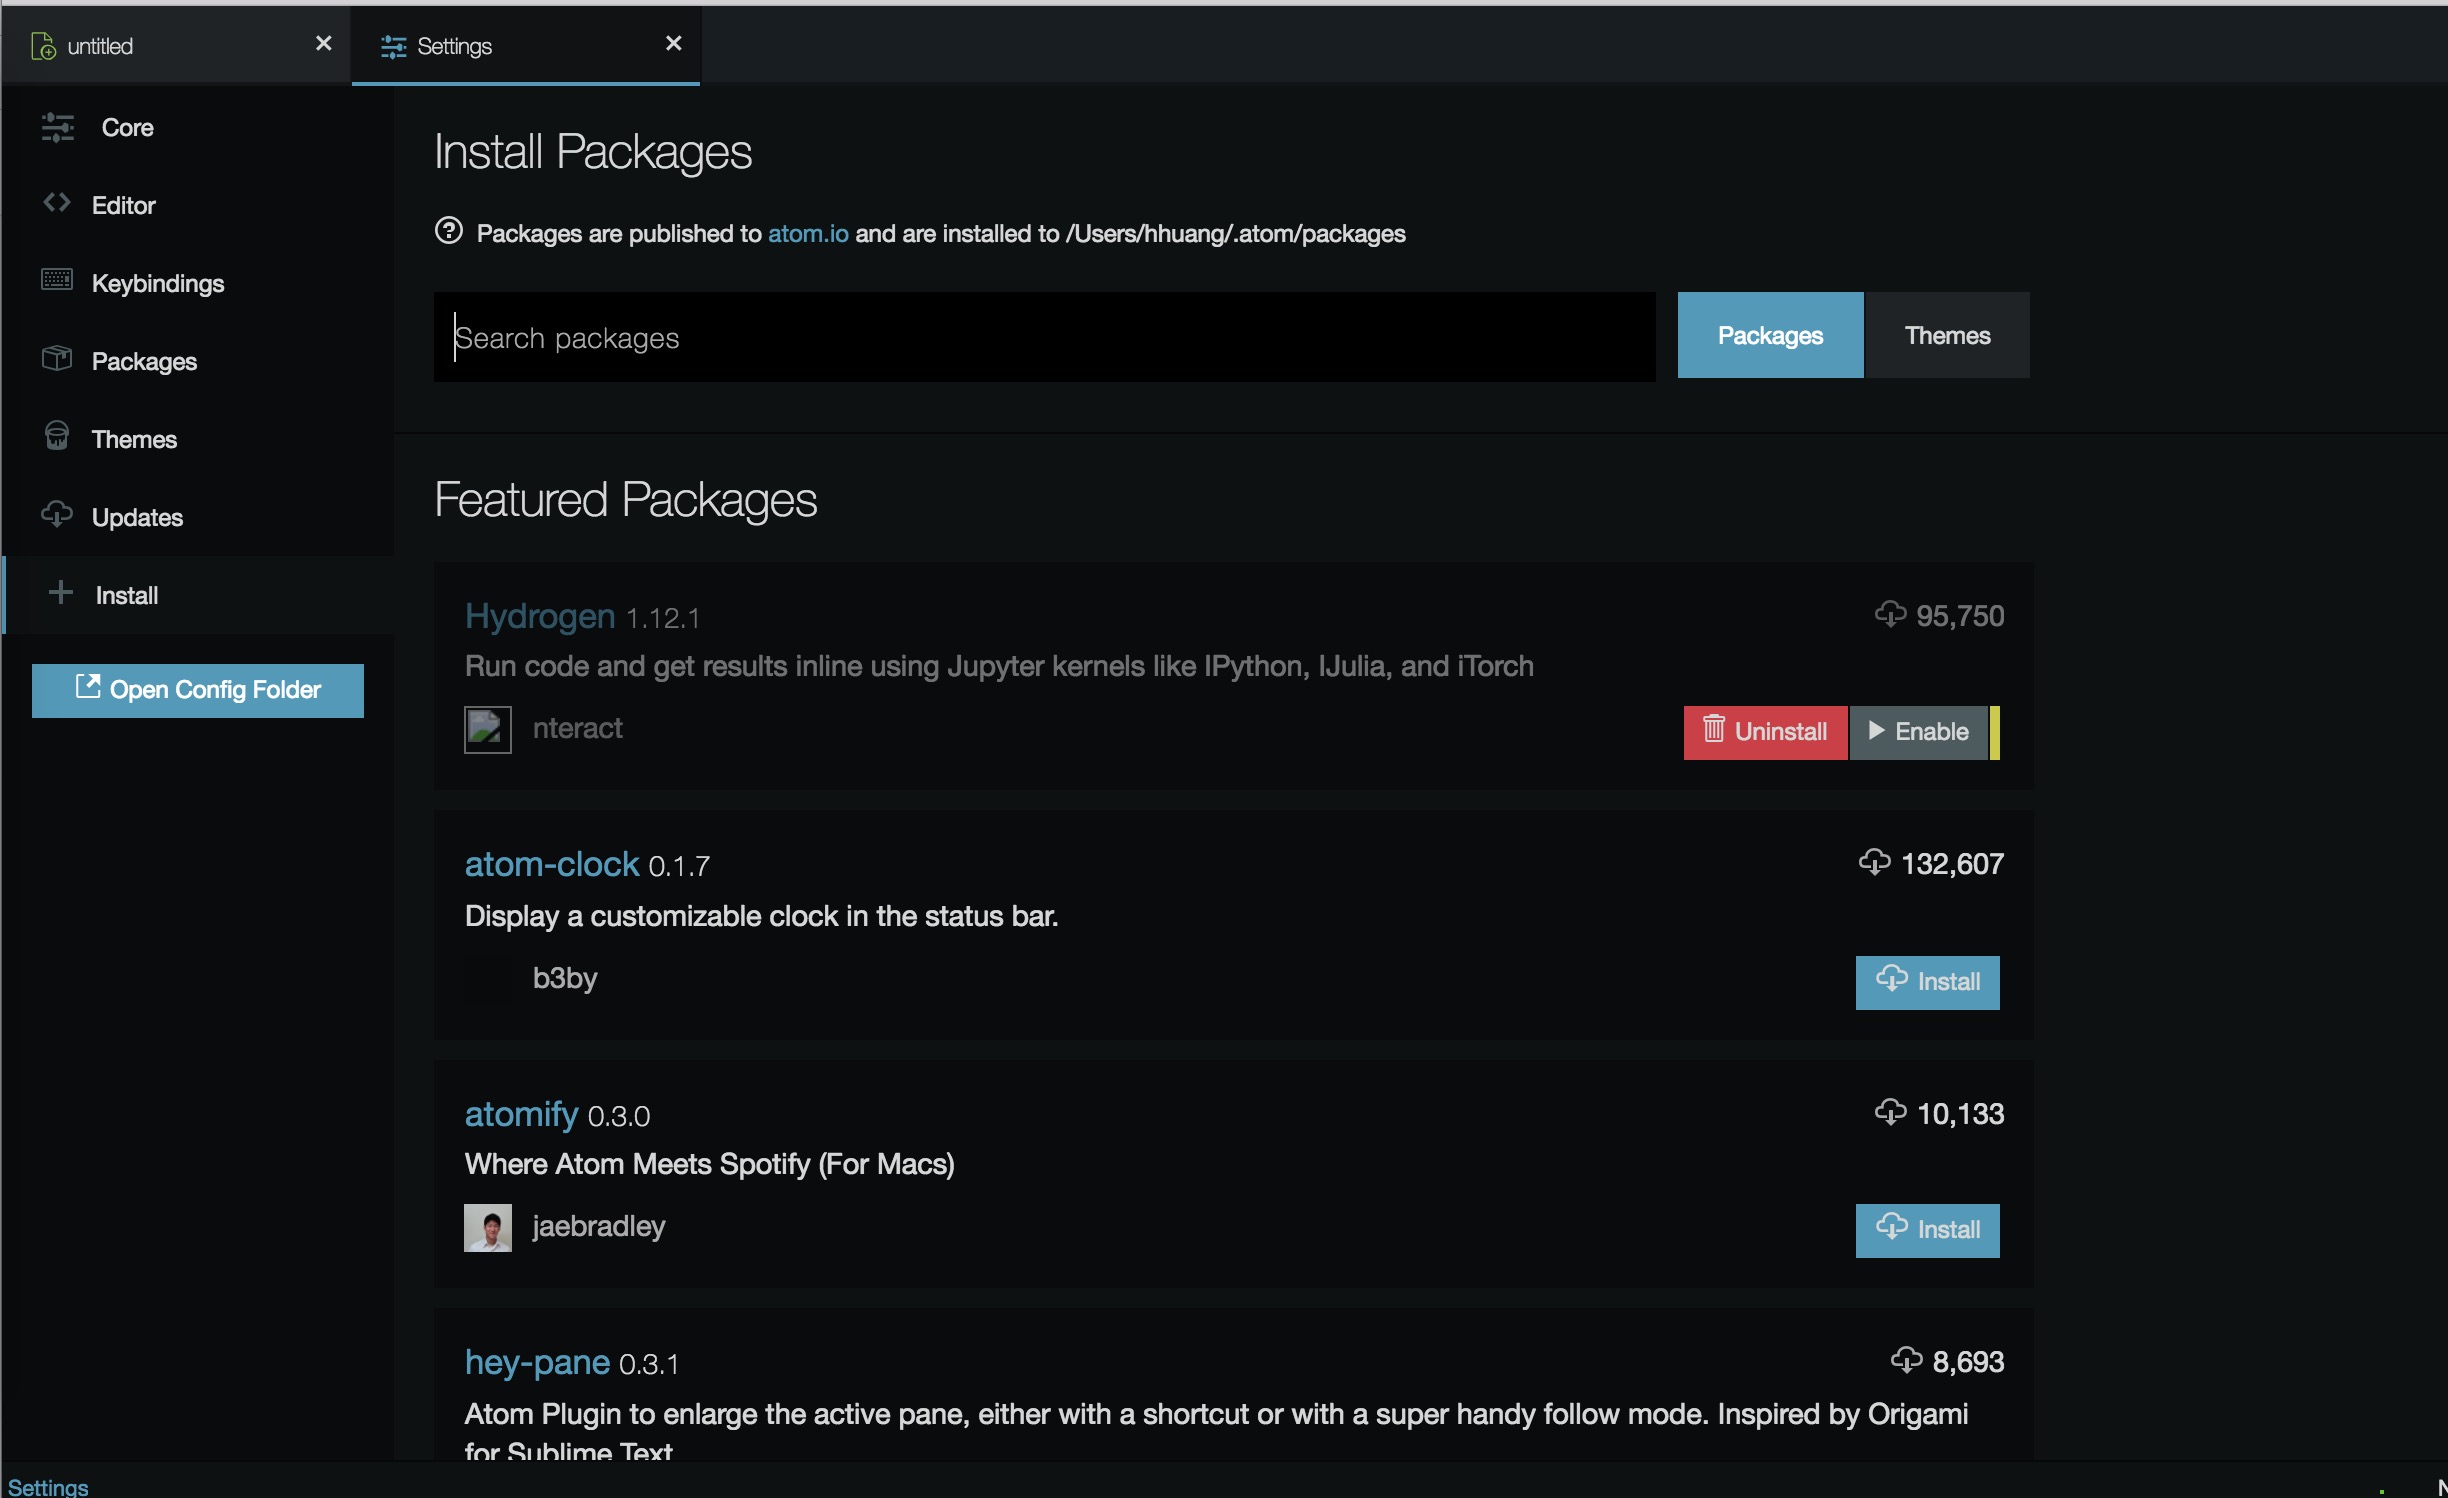 untitled
Settings
Core
Editor
Keybindings
Packages
Themes
Updates
Install
Open Config Folder
Install Packages
Packages are published to atom.io and are installed to /Users/hhuang/.atom/packages
Search packages
Packages
Themes
Featured Packages
Hydrogen 1.12.1
95,750
Run code and get results inline using Jupyter kernels like IPython, IJulia, and iTorch
nteract
Uninstall
Enable
atom-clock 0.1.7
132,607
Display a customizable clock in the status bar.
b3by
Install
atomify 0.3.0
10,133
Where Atom Meets Spotify (For Macs)
jaebradley
Install
hey-pane 0.3.1
8,693
Atom Plugin to enlarge the active pane, either with a shortcut or with a super handy follow mode. Inspired by Origami
for Sublime Text
Settings